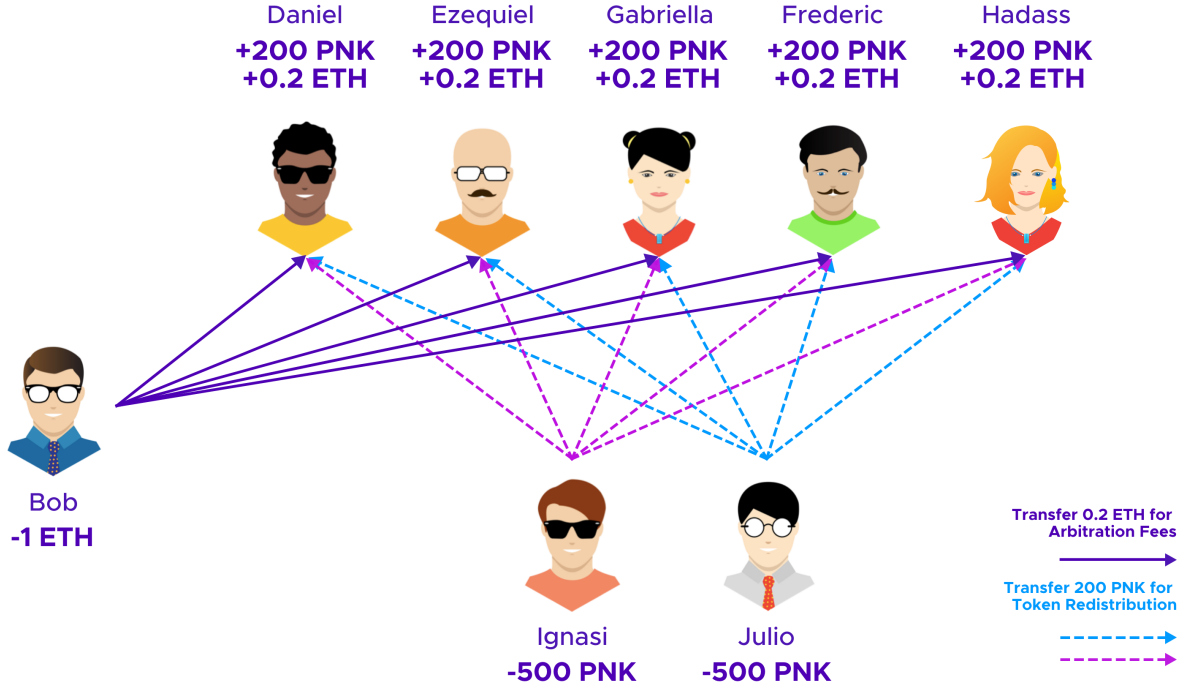 Daniel
Ezequiel
Gabriella
Frederic
Hadass
+200 PNK
+200 PNK
+200 PNK
+200 PNK
+200 PNK
+0.2 ETH
+0.2 ETH
+0.2 ETH
+0.2 ETH
+0.2 ETH
Bob
-1 ETH
Ignasi
-500 PNK
Julio
-500 PNK
Transfer 0.2 ETH for
Arbitration Fees
Transfer 200 PNK for
Token Redistribution